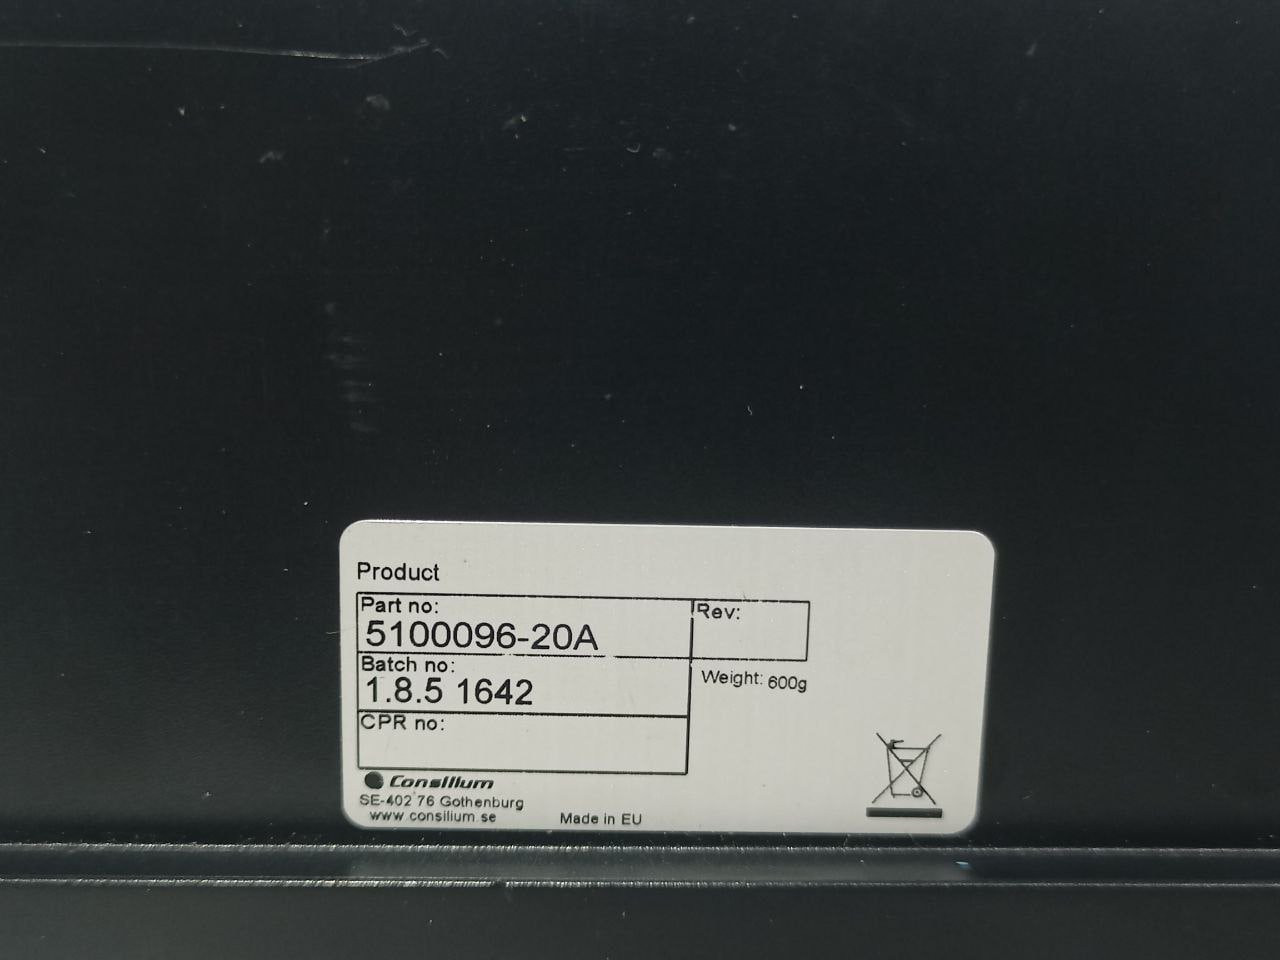 Product
Part no:
Rev:
5100096-20A
Batch no:
1.8.5 1642
Weight: 600g
CPR no:
Consilium
SE-402 76 Gothenburg
www.consilium.se
Made in EU